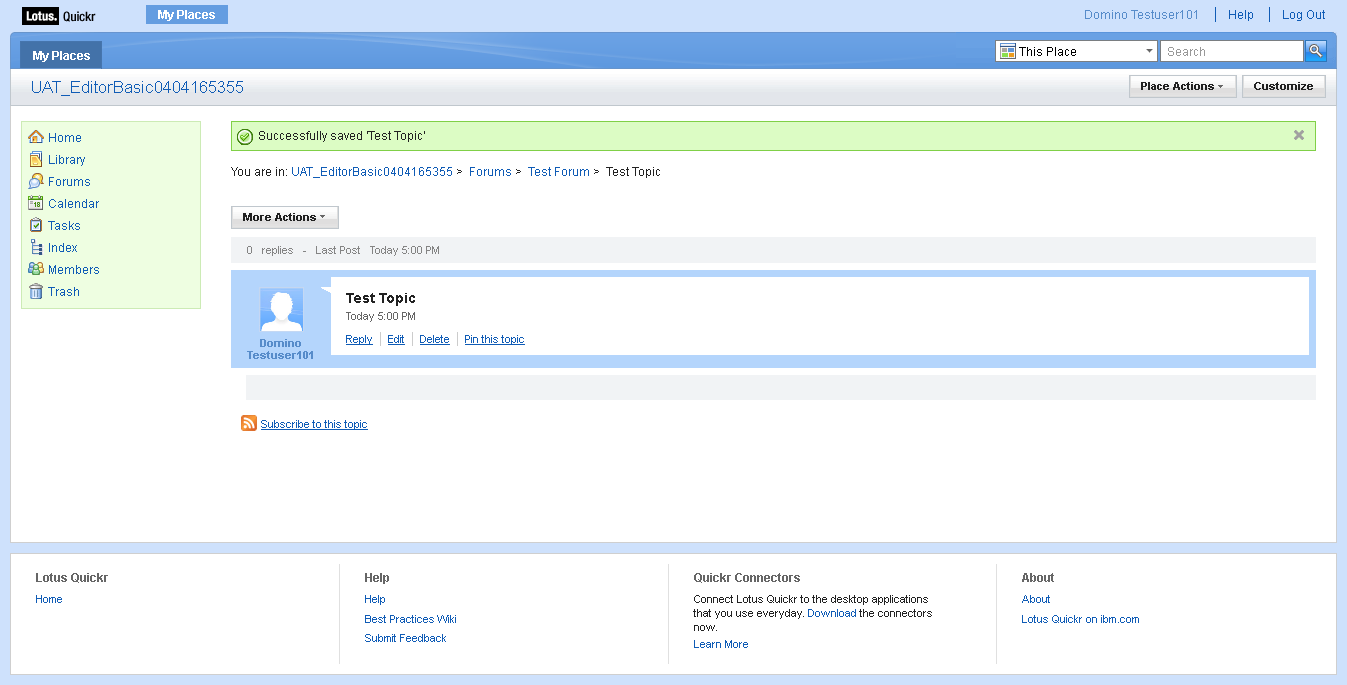 Lotus. Quickr
My Places
Domino Testuser101
Help
Log Out
My Places
This Place
Search
UAT_EditorBasic0404165355
Place Actions
Customize
Home
Library
Forums
Calendar
Tasks
Index
Members
Trash
Successfully saved 'Test Topic'
You are in: UAT_EditorBasic0404165355 > Forums > Test Forum > Test Topic
More Actions
0 replies - Last Post Today 5:00 PM
Domino
Testuser101
Test Topic
Today 5:00 PM
Reply
Edit
Delete
Pin this topic
Subscribe to this topic
Lotus Quickr
Home
Help
Help
Best Practices Wiki
Submit Feedback
Quickr Connectors
Connect Lotus Quickr to the desktop applications
that you use everyday. Download the connectors
now.
Learn More
About
About
Lotus Quickr on ibm.com